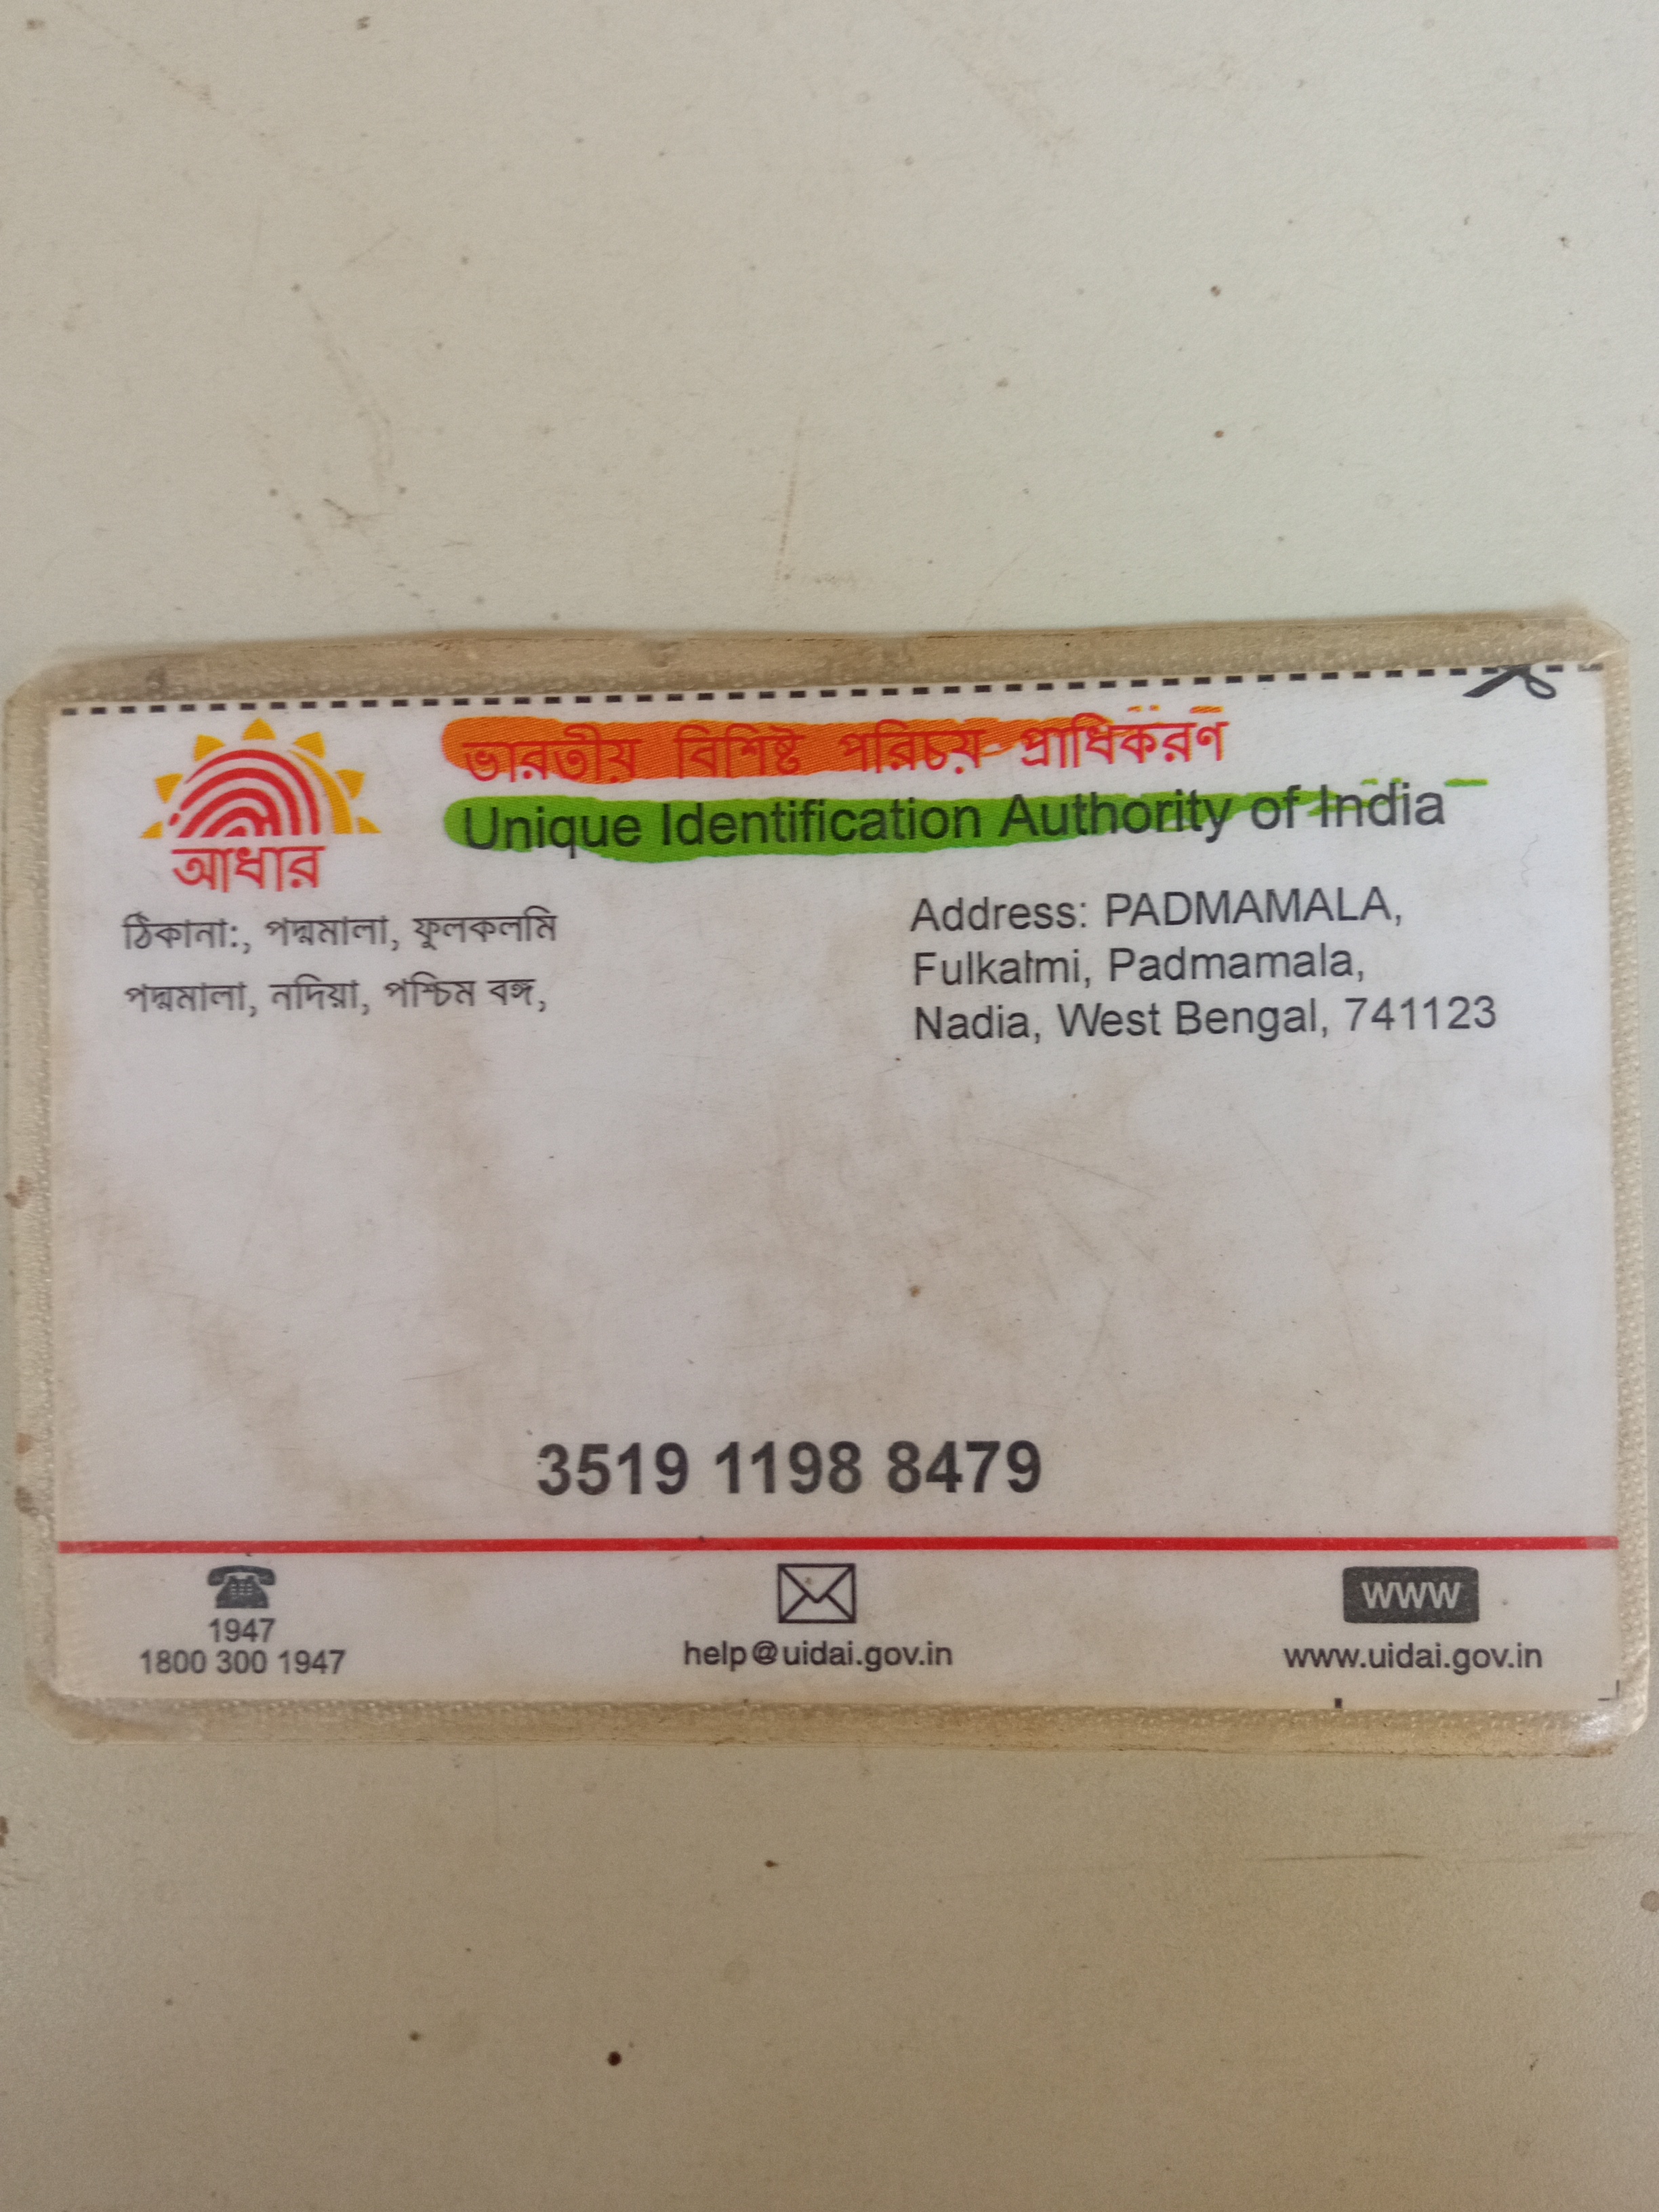 ভারতীয় বিশিষ্ট পরিচয় প্রাধিকরণ
Unique Identification Authority of India
আধার
ঠিকানা:, পদ্মমালা, ফুলকলমি
পদ্মমালা, নদিয়া, পশ্চিম বঙ্গ,
Address: PADMAMALA,
Fulkalmi, Padmamala,
Nadia, West Bengal, 741123
3519 1198 8479
1947
1800 300 1947
help@uidai.gov.in
WWW
www.uidai.gov.in